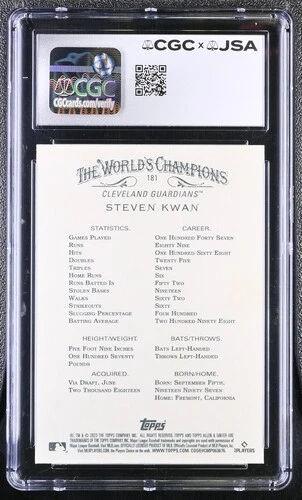 CGC
CGCcards.com/verify
CGC × JSA
THE WORLD'S CHAMPIONS
181
CLEVELAND GUARDIANS™
STEVEN KWAN
STATISTICS. CAREER.
GAMES PLAYED ONE HUNDRED FORTY SEVEN
RUNS EIGHTY NINE
HITS ONE HUNDRED SIXTY EIGHT
DOUBLES TWENTY FIVE
TRIPLES SEVEN
HOME RUNS SIX
RUNS BATTED IN FIFTY TWO
STOLEN BASES NINETEEN
WALKS SIXTY TWO
STRIKEOUTS SIXTY
SLUGGING PERCENTAGE FOUR HUNDRED
BATTING AVERAGE TWO HUNDRED NINETY EIGHT
HEIGHT/WEIGHT. BATS/THROWS.
FIVE FOOT NINE INCHES BATS LEFT-HANDED
ONE HUNDRED SEVENTY THROWS LEFT-HANDED
POUNDS
ACQUIRED. BORN/HOME.
VIA DRAFT, JUNE BORN: SEPTEMBER FIFTH,
TWO THOUSAND EIGHTEEN NINETEEN NINETY SEVEN
HOME: FREMONT, CALIFORNIA
TOPPS
PLAYERS